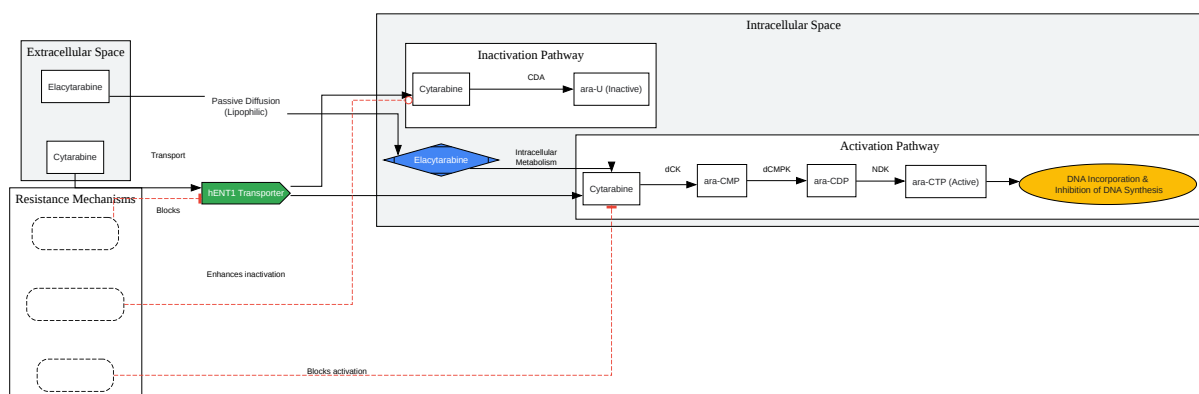 Intracellular Space
Extracellular Space
Inactivation Pathway
Elacytarabine
Cytarabine
CDA
ara-U (Inactive)
Passive Diffusion
(Lipophilic)
Cytarabine
Transport
Elacytarabine
Intracellular
Metabolism
Activation Pathway
Cytarabine
dCK
ara-CMP
dCMPK
ara-CDP
NDK
ara-CTP (Active)
DNA Incorporation &
Inhibition of DNA Synthesis
hENT1 Transporter
Resistance Mechanisms
Blocks
Enhances inactivation
Blocks activation